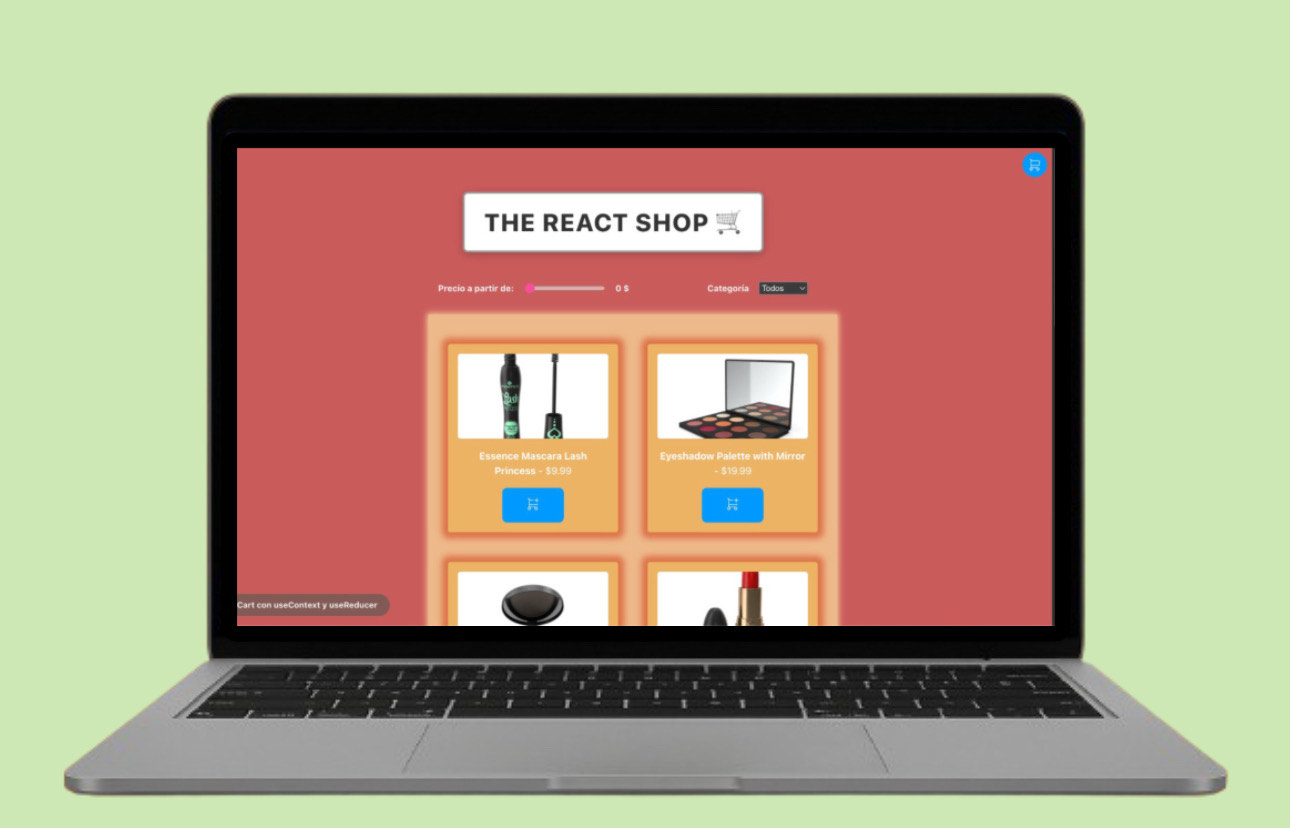 THE REACT SHOP
Precio a partir de:
0 $
Categoría
Todos
Essence Mascara Lash
Princess - $9.99
Eyeshadow Palette with Mirror
- $19.99
Cart con useContext y useReducer